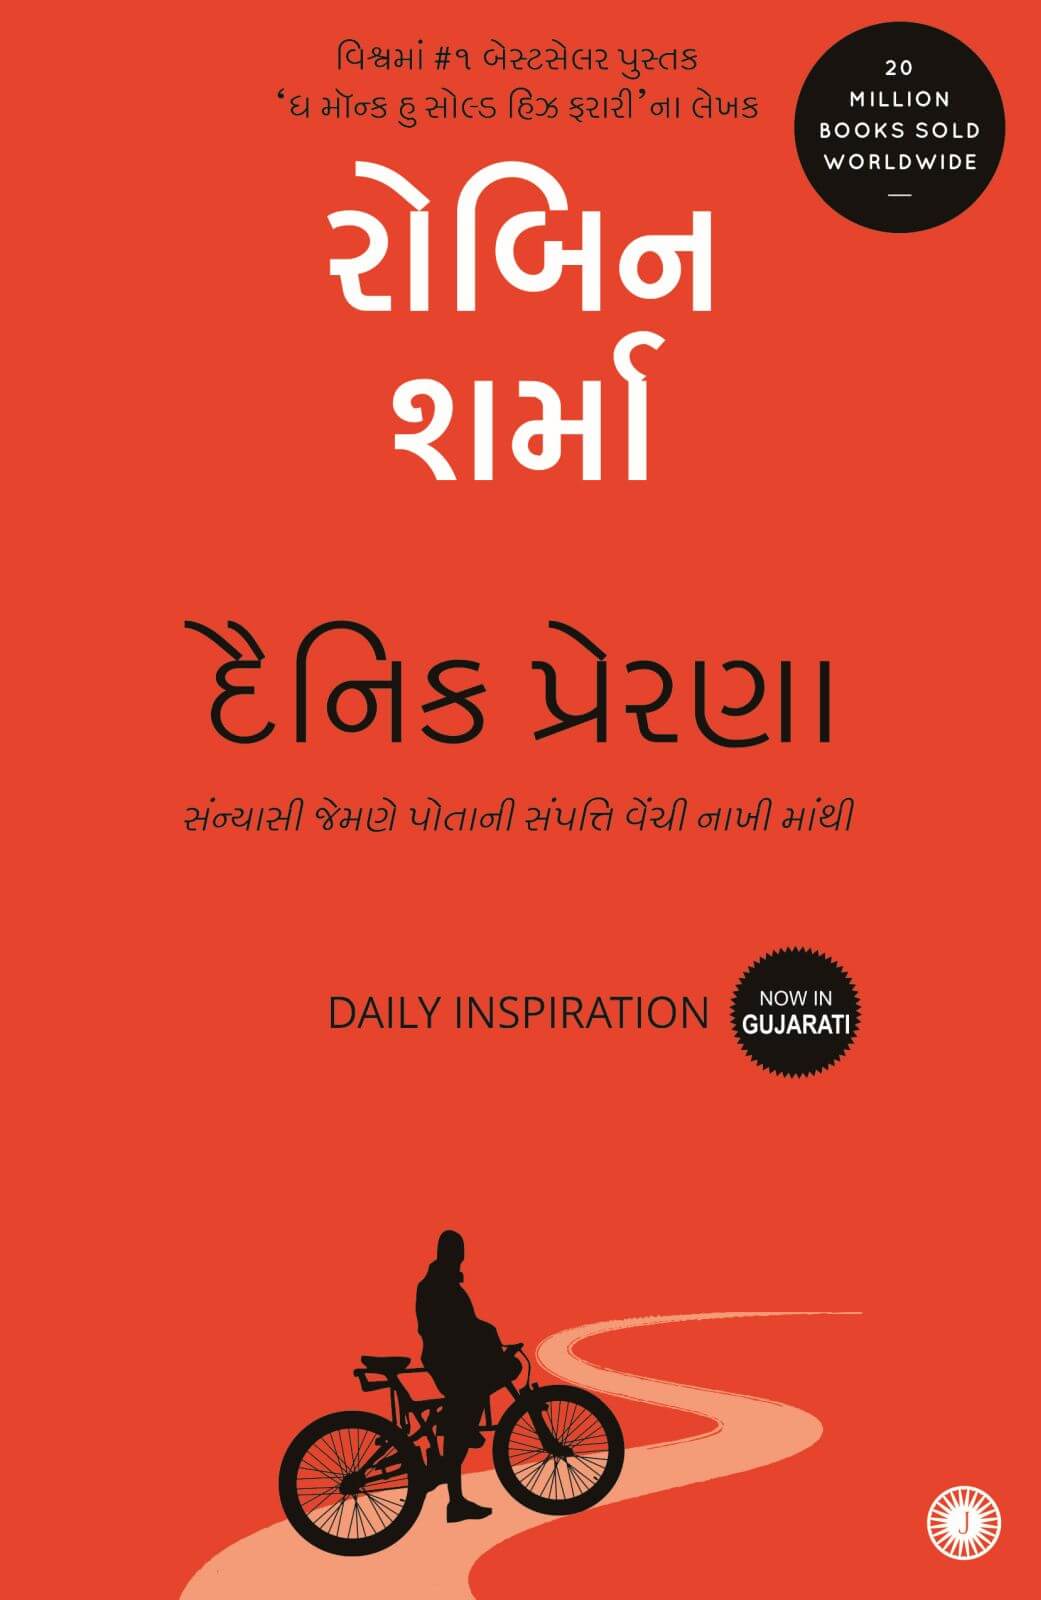 વિશ્વમાં #૧ બેસ્ટસેલર પુસ્તક
‘ધ મૉન્ક હુ સોલ્ડ હિઝ ફરારી’ના લેખક
20
MILLION
BOOKS SOLD
WORLDWIDE
રોબિન
શર્મા
દૈનિક પ્રેરણા
સંન્યાસી જેમણે પોતાની સંપત્તિ વેંચી નાખી માંથી
DAILY INSPIRATION
NOW IN
GUJARATI
J